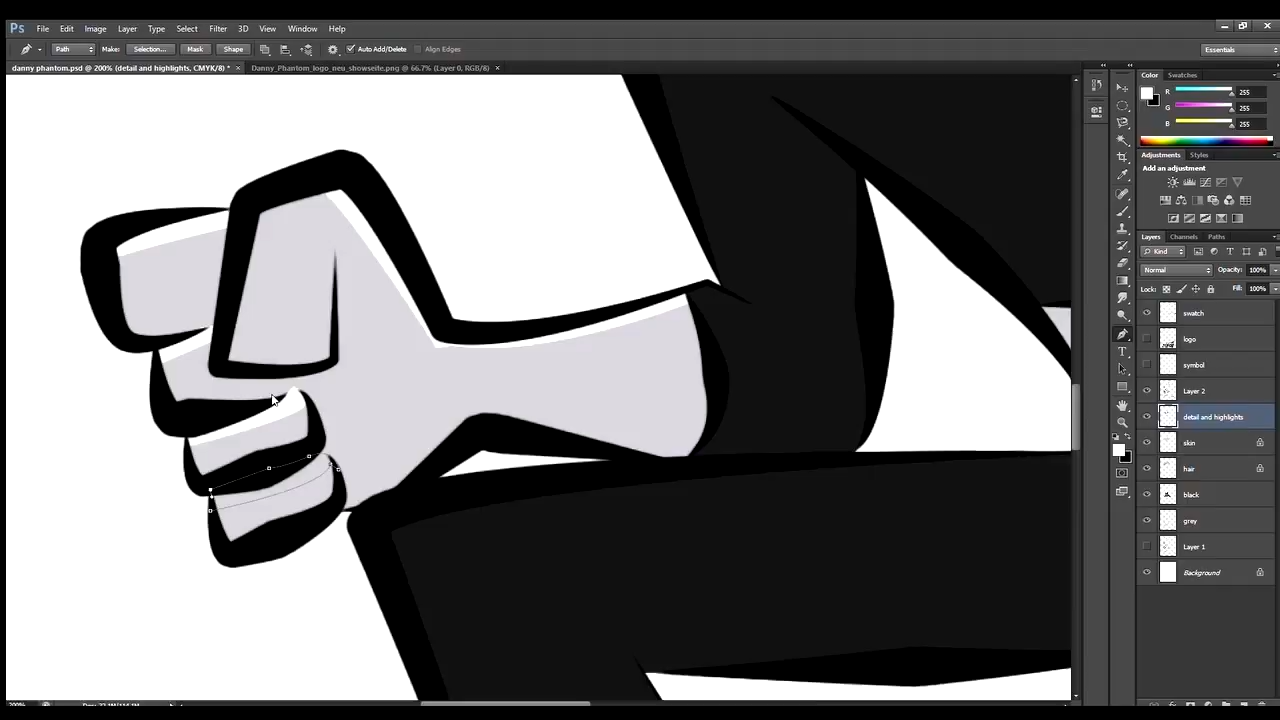 Ps File Edit Image Layer Type Select Filter 3D View Window Help
Path Make: Selection... Mask Shape Auto Add/Delete Align Edges Essentials
danny phantom.psd @ 200% (detail and highlights, CMYK/8) * × Danny_Phantom_logo_neu_showseite.png @ 66.7% (Layer 0, RGB/8) ×
Color Swatches
R 255
G 255
B 255
Adjustments Styles
Add an adjustment
Layers Channels Paths
Kind
Normal Opacity: 100%
Lock: Fill: 100%
swatch
logo
symbol
Layer 2
detail and highlights
skin
hair
black
grey
Layer 1
Background